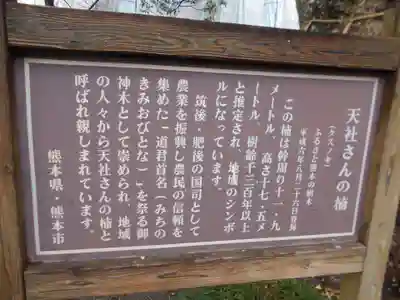 天社さんの楠
(クスノキ)
ふるさと熊本の樹木
平成六年八月二十六日登録
この楠は幹廻り十一・九
メートル、高さ十七・五メ
ートル、樹齢千三百年以上
と推定され、地域のシンボ
ルになっています。
筑後・肥後の国司として
農業を振興し農民の信頼を
集めた「道君首名(みちの
きみおびとな)」を祭る御
神木として崇められ、地域
の人々から天社さんの楠と
呼ばれ親しまれています。
熊本県・熊本市